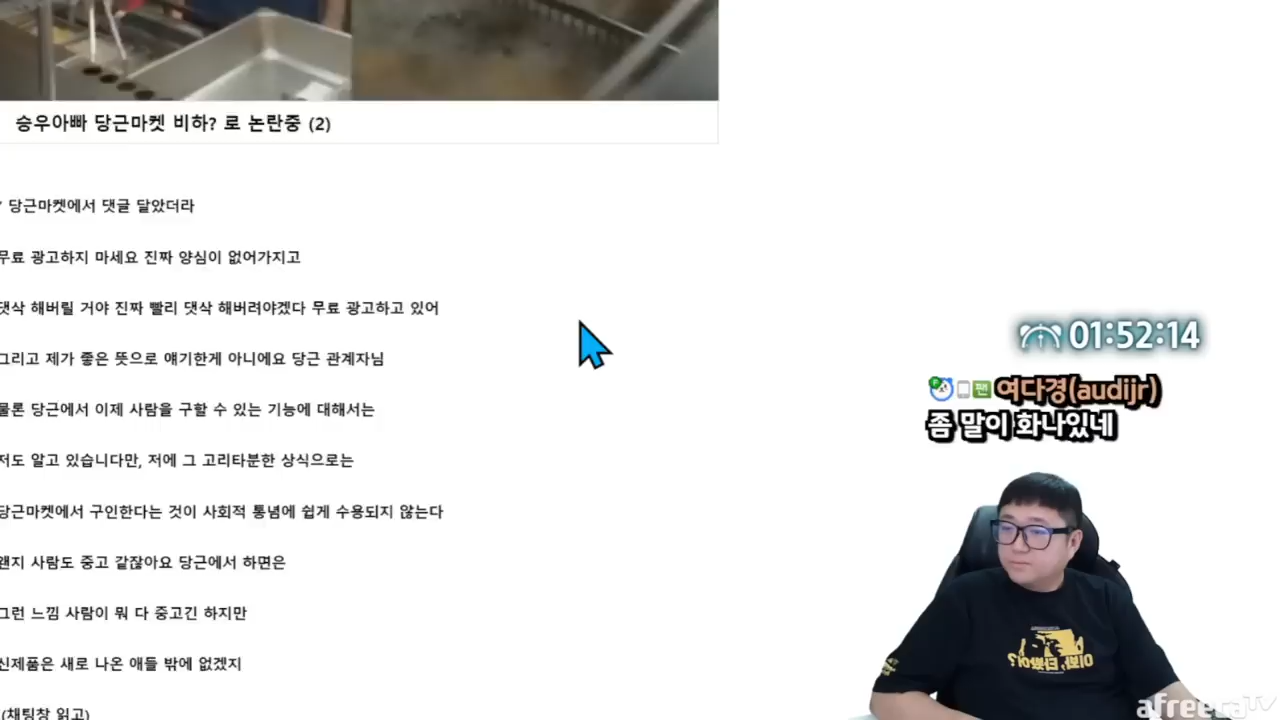 승우아빠 당근마켓 비하? 로 논란중 (2)
당근마켓에서 댓글 달았더라
무료 광고하지 마세요 진짜 양심이 없어가지고
댓삭 해버릴 거야 진짜 빨리 댓삭 해버려야겠다 무료 광고하고 있어
그리고 제가 좋은 뜻으로 얘기한게 아니에요 당근 관계자님
물론 당근에서 이제 사람을 구할 수 있는 기능에 대해서는
저도 알고 있습니다만, 저에 그 고리타분한 상식으로는
당근마켓에서 구인한다는 것이 사회적 통념에 쉽게 수용되지 않는다
왠지 사람도 중고 같잖아요 당근에서 하면은
그런 느낌 사람이 뭐 다 중고긴 하지만
신제품은 새로 나온 애들 밖에 없겠지
(채팅창 읽고)
01:52:14
팬 여다경(audijr)
좀 말이 화나있네
이봐, 타봤어?
afreecaTV